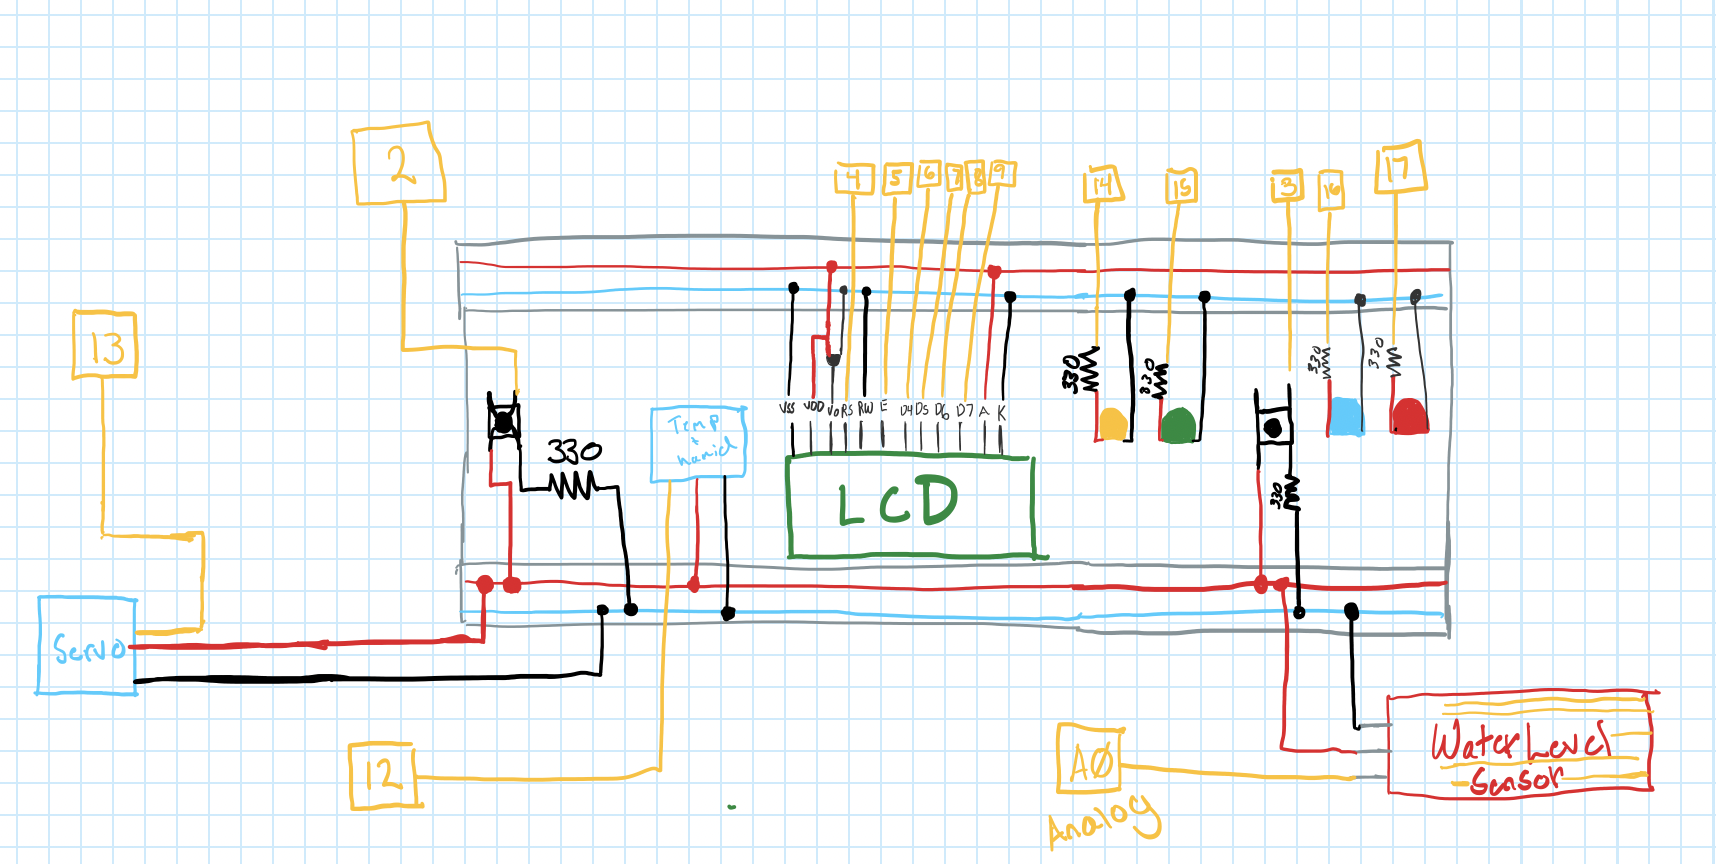 2
4
5
6
7
8
9
14
15
13
16
17
13
330
330
330
330
VSS VDD Vo RS RW E D4 D5 D6 D7 A K
Temp
+
humid
330
LCD
330
Servo
12
A0
Analog
Water Level
Sensor